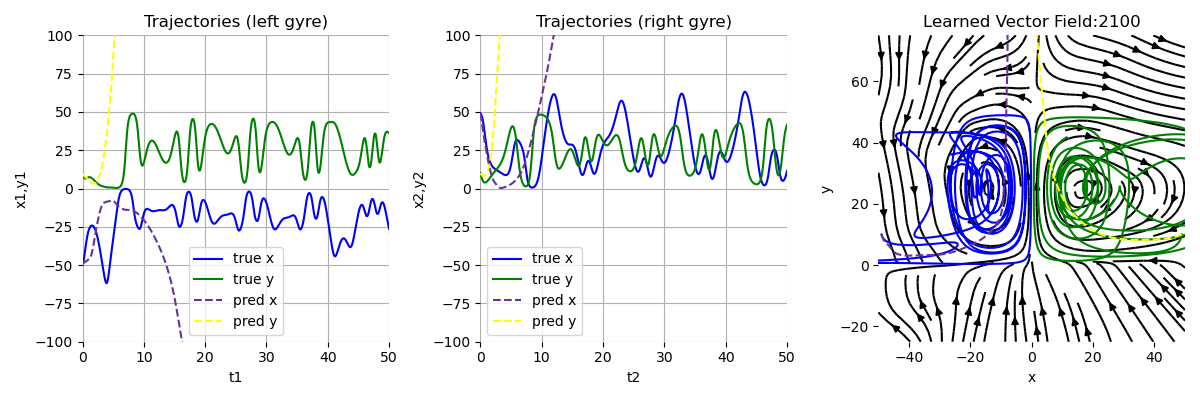 Trajectories (left gyre)
100
75
50
25
0
−25
−50
−75
−100
x1,y1
0
10
20
30
40
50
t1
true x
true y
pred x
pred y
Trajectories (right gyre)
100
75
50
25
0
−25
−50
−75
−100
x2,y2
0
10
20
30
40
50
t2
true x
true y
pred x
pred y
Learned Vector Field:2100
60
40
20
0
−20
y
−40
−20
0
20
40
x